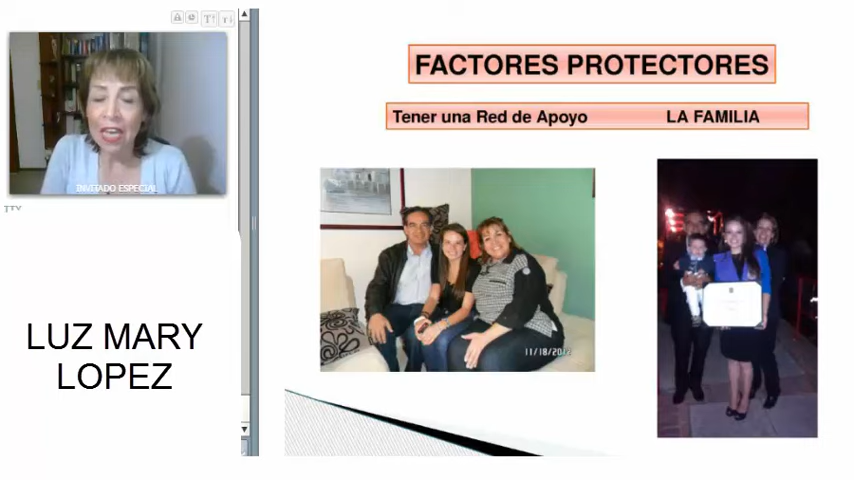 INVITADO ESPECIAL
LUZ MARY
LOPEZ
FACTORES PROTECTORES
Tener una Red de Apoyo LA FAMILIA